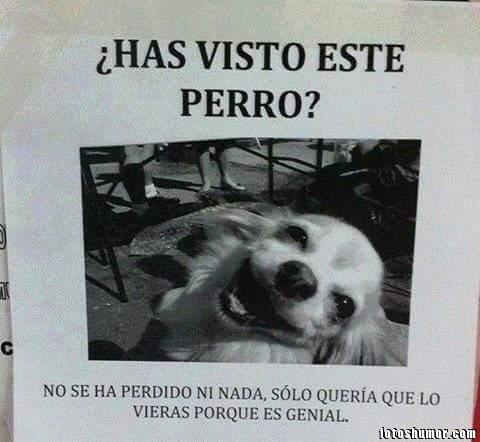 ¿HAS VISTO ESTE
PERRO?
NO SE HA PERDIDO NI NADA, SÓLO QUERÍA QUE LO
VIERAS PORQUE ES GENIAL.
fotoshumor.com